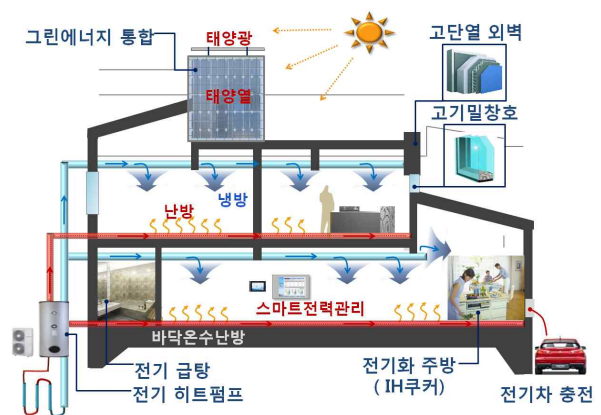 그린에너지 통합
태양광
고단열 외벽
태양열
고기밀창호
난방
냉방
스마트전력관리
바닥온수난방
전기 급탕
전기 히트펌프
전기화 주방
( IH쿠커)
전기차 충전